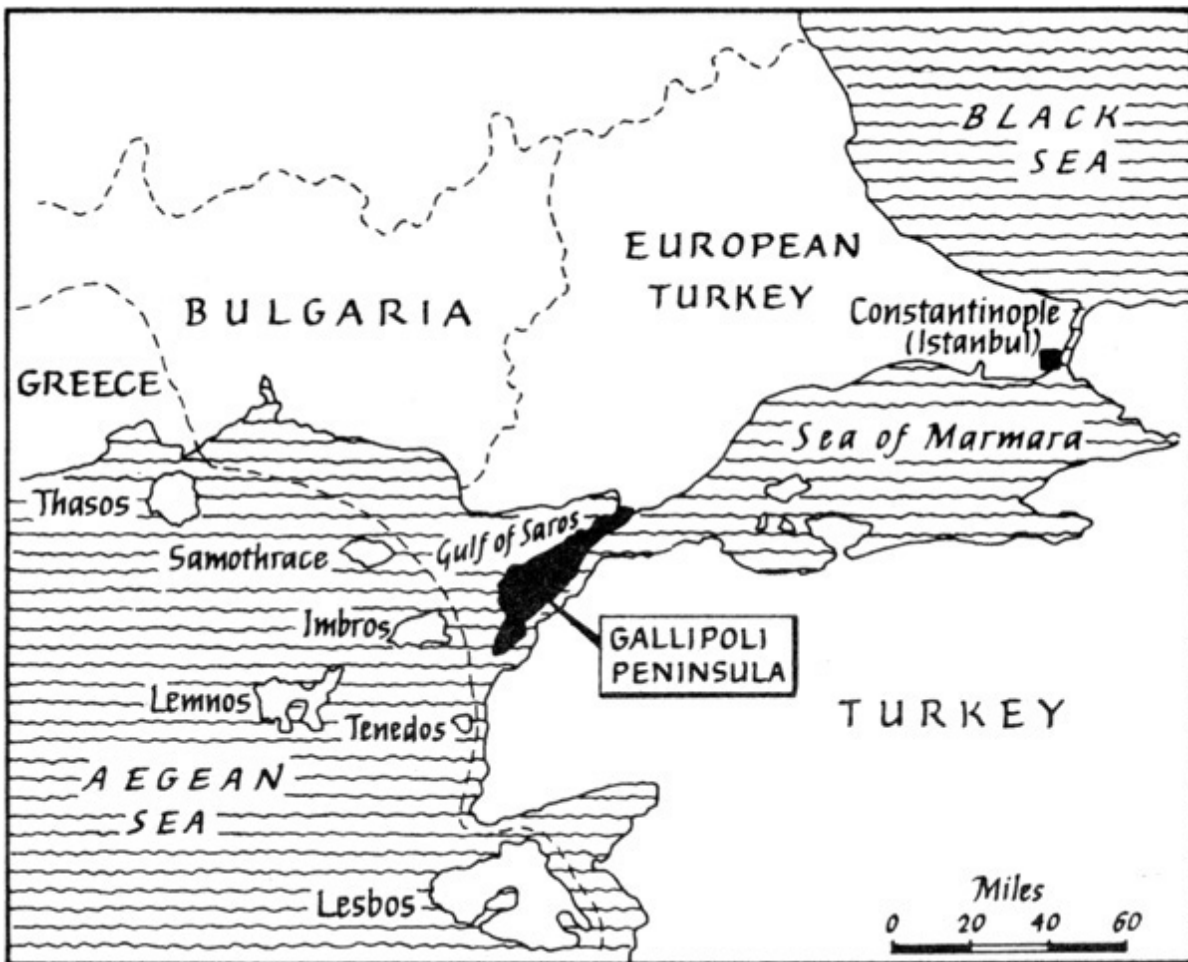 BLACK
SEA
EUROPEAN
TURKEY
Constantinople
(Istanbul)
BULGARIA
GREECE
Sea of Marmara
Thasos
Gulf of Saros
Samothrace
Imbros
GALLIPOLI
PENINSULA
Lemnos
Tenedos
TURKEY
AEGEAN
SEA
Lesbos
Miles
0 20 40 60